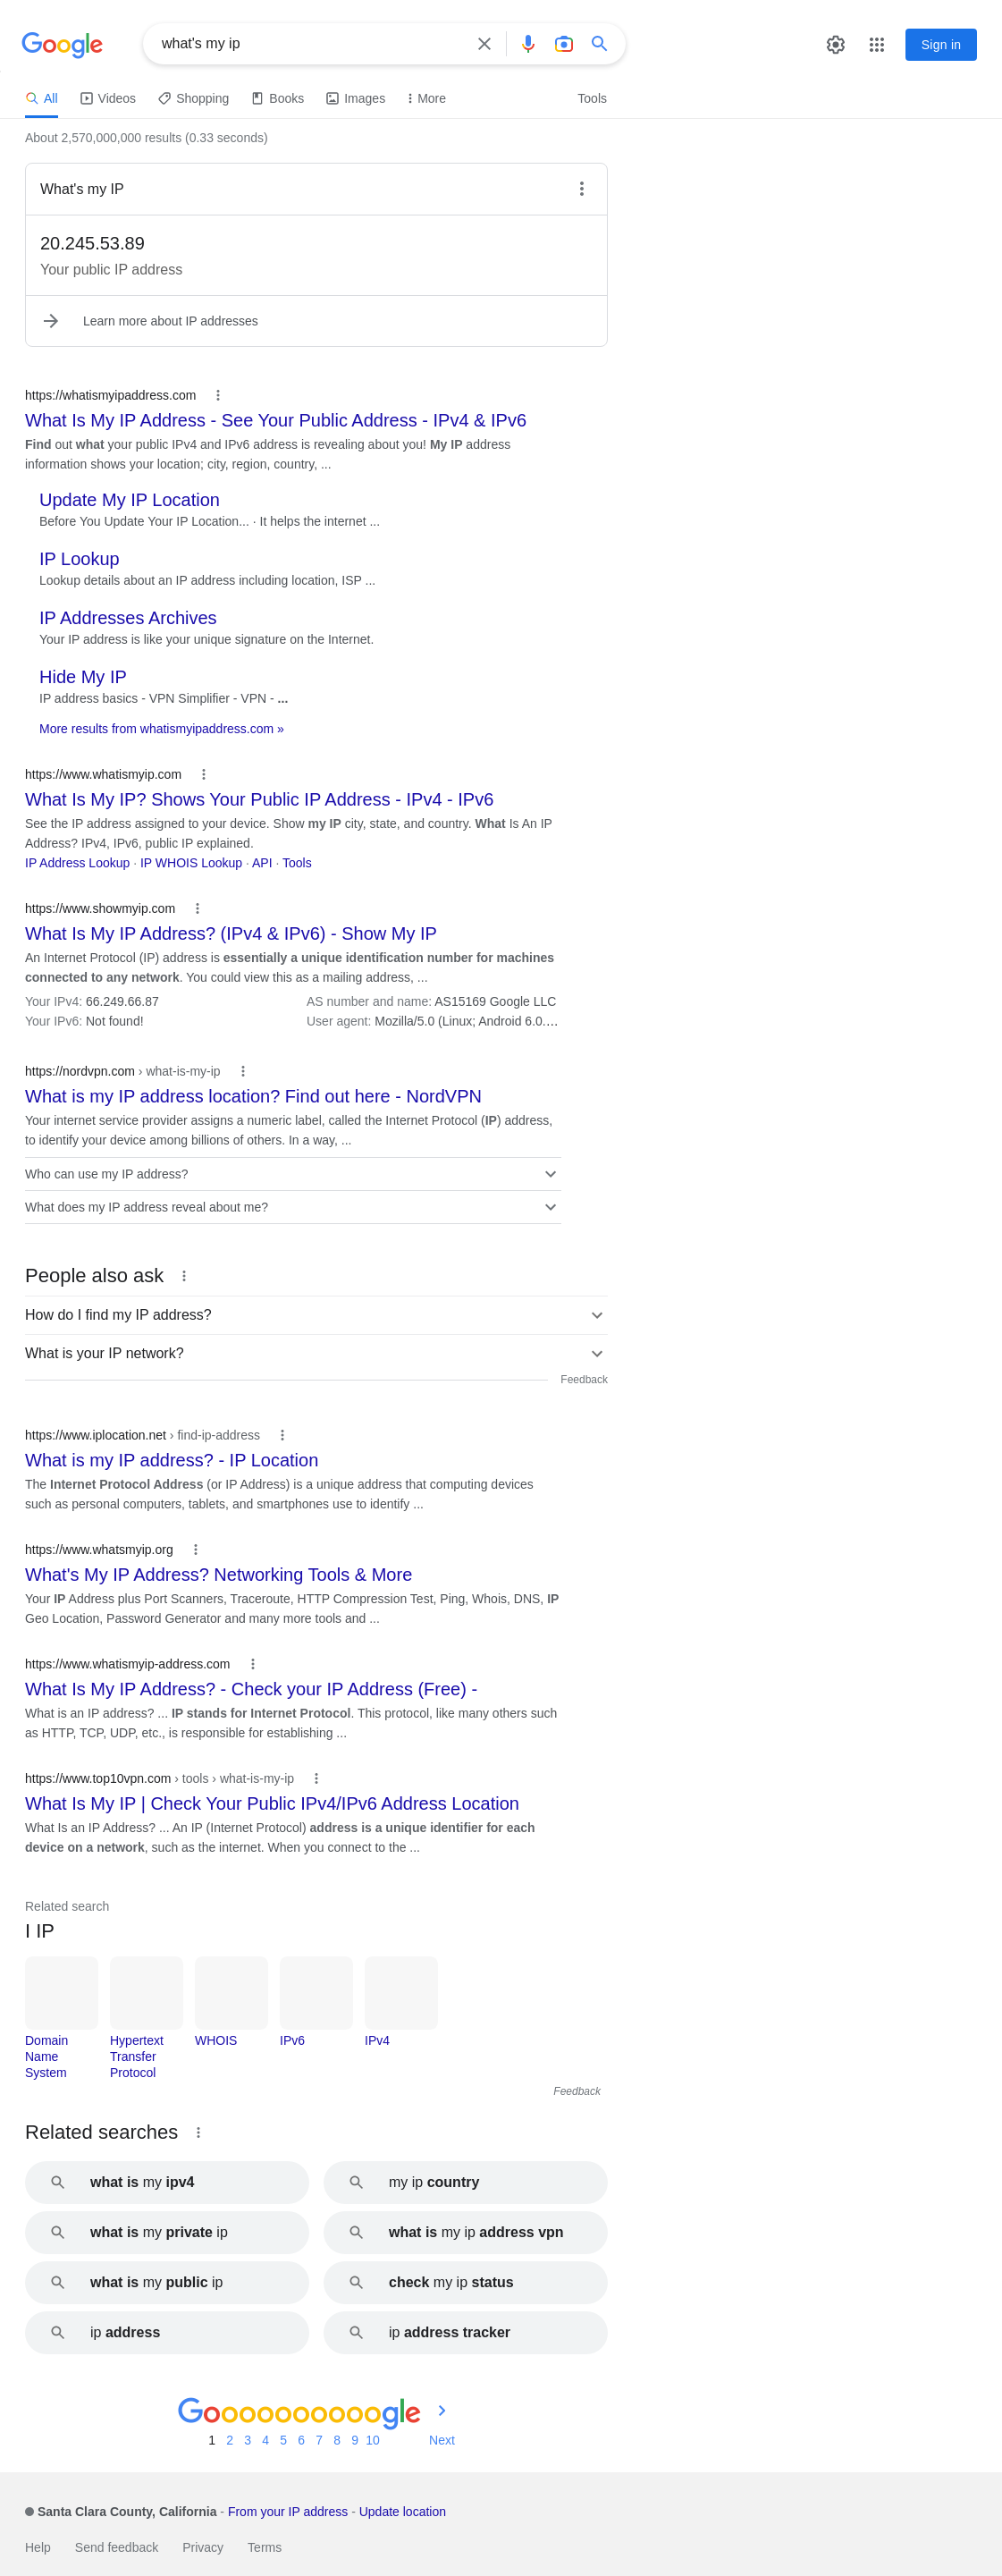 Google
what's my ip
Sign in
All
Videos
Shopping
Books
Images
More
Tools
About 2,570,000,000 results (0.33 seconds)
What's my IP
20.245.53.89
Your public IP address
Learn more about IP addresses
https://whatismyipaddress.com
What Is My IP Address - See Your Public Address - IPv4 & IPv6
Find out what your public IPv4 and IPv6 address is revealing about you! My IP address
information shows your location; city, region, country, ...
Update My IP Location
Before You Update Your IP Location... · It helps the internet ...
IP Lookup
Lookup details about an IP address including location, ISP ...
IP Addresses Archives
Your IP address is like your unique signature on the Internet.
Hide My IP
IP address basics - VPN Simplifier - VPN - ...
More results from whatismyipaddress.com »
https://www.whatismyip.com
What Is My IP? Shows Your Public IP Address - IPv4 - IPv6
See the IP address assigned to your device. Show my IP city, state, and country. What Is An IP
Address? IPv4, IPv6, public IP explained.
IP Address Lookup · IP WHOIS Lookup · API · Tools
https://www.showmyip.com
What Is My IP Address? (IPv4 & IPv6) - Show My IP
An Internet Protocol (IP) address is essentially a unique identification number for machines
connected to any network. You could view this as a mailing address, ...
Your IPv4: 66.249.66.87 AS number and name: AS15169 Google LLC
Your IPv6: Not found! User agent: Mozilla/5.0 (Linux; Android 6.0....
https://nordvpn.com › what-is-my-ip
What is my IP address location? Find out here - NordVPN
Your internet service provider assigns a numeric label, called the Internet Protocol (IP) address,
to identify your device among billions of others. In a way, ...
Who can use my IP address?
What does my IP address reveal about me?
People also ask
How do I find my IP address?
What is your IP network?
Feedback
https://www.iplocation.net › find-ip-address
What is my IP address? - IP Location
The Internet Protocol Address (or IP Address) is a unique address that computing devices
such as personal computers, tablets, and smartphones use to identify ...
https://www.whatsmyip.org
What's My IP Address? Networking Tools & More
Your IP Address plus Port Scanners, Traceroute, HTTP Compression Test, Ping, Whois, DNS, IP
Geo Location, Password Generator and many more tools and ...
https://www.whatismyip-address.com
What Is My IP Address? - Check your IP Address (Free) -
What is an IP address? ... IP stands for Internet Protocol. This protocol, like many others such
as HTTP, TCP, UDP, etc., is responsible for establishing ...
https://www.top10vpn.com › tools › what-is-my-ip
What Is My IP | Check Your Public IPv4/IPv6 Address Location
What Is an IP Address? ... An IP (Internet Protocol) address is a unique identifier for each
device on a network, such as the internet. When you connect to the ...
Related search
I IP
Domain
Name
System
Hypertext
Transfer
Protocol
WHOIS
IPv6
IPv4
Feedback
Related searches
what is my ipv4
my ip country
what is my private ip
what is my ip address vpn
what is my public ip
check my ip status
ip address
ip address tracker
Goooooooooogle
1 2 3 4 5 6 7 8 9 10 Next
Santa Clara County, California - From your IP address - Update location
Help Send feedback Privacy Terms